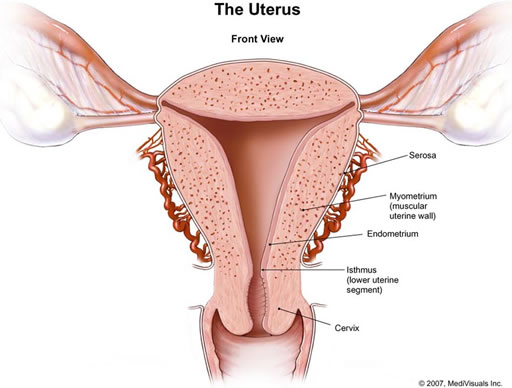 The Uterus
Front View
Serosa
Myometrium
(muscular
uterine wall)
Endometrium
Isthmus
(lower uterine
segment)
Cervix
© 2007, MediVisuals Inc.